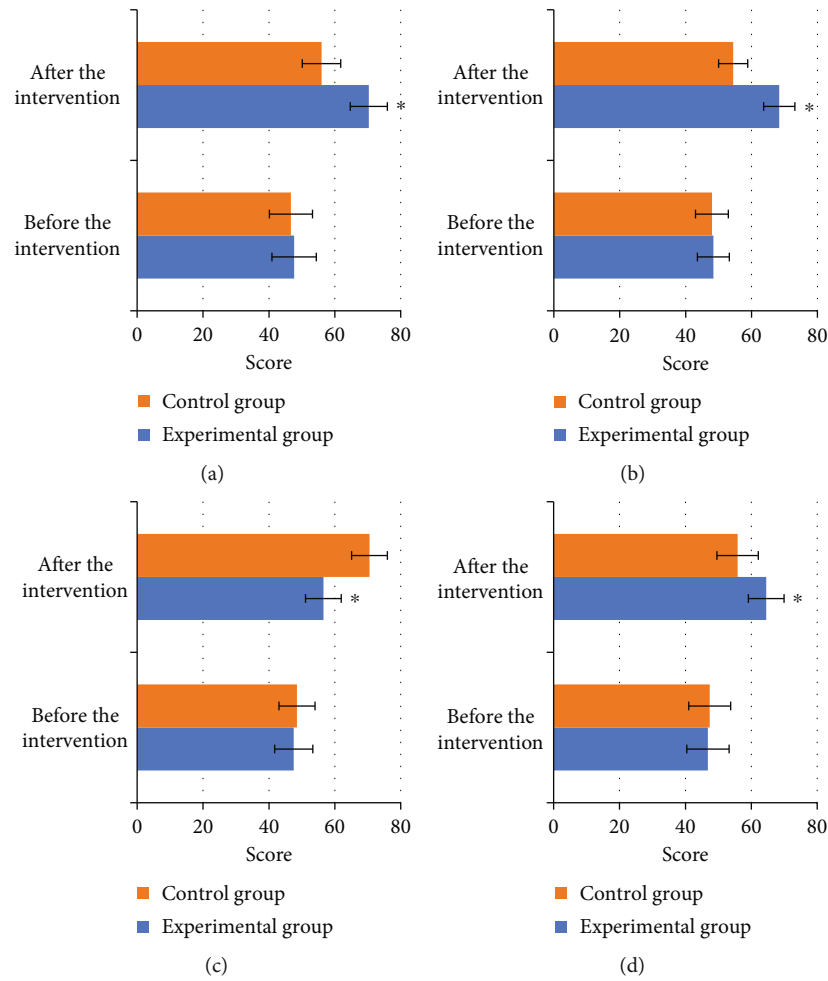 After the
intervention
*
Before the
intervention
0 20 40 60 80
Score
Control group
Experimental group
(a)
After the
intervention
*
Before the
intervention
0 20 40 60 80
Score
Control group
Experimental group
(b)
After the
intervention
*
Before the
intervention
0 20 40 60 80
Score
Control group
Experimental group
(c)
After the
intervention
*
Before the
intervention
0 20 40 60 80
Score
Control group
Experimental group
(d)